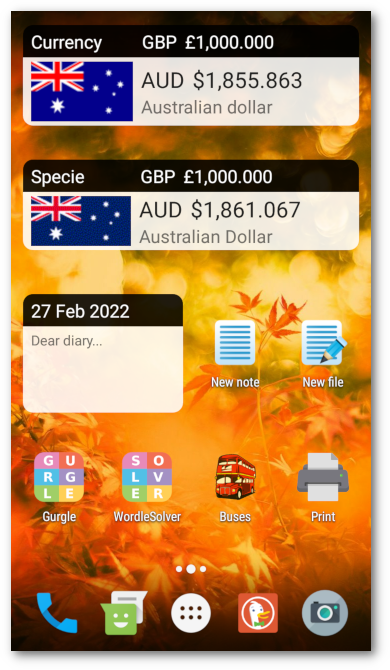 Currency GBP £1,000.000
AUD $1,855.863
Australian dollar
Specie GBP £1,000.000
AUD $1,861.067
Australian Dollar
27 Feb 2022
Dear diary...
New note New file
G U
R G
L E
S O
L V
E R
Gurgle WordleSolver Buses Print